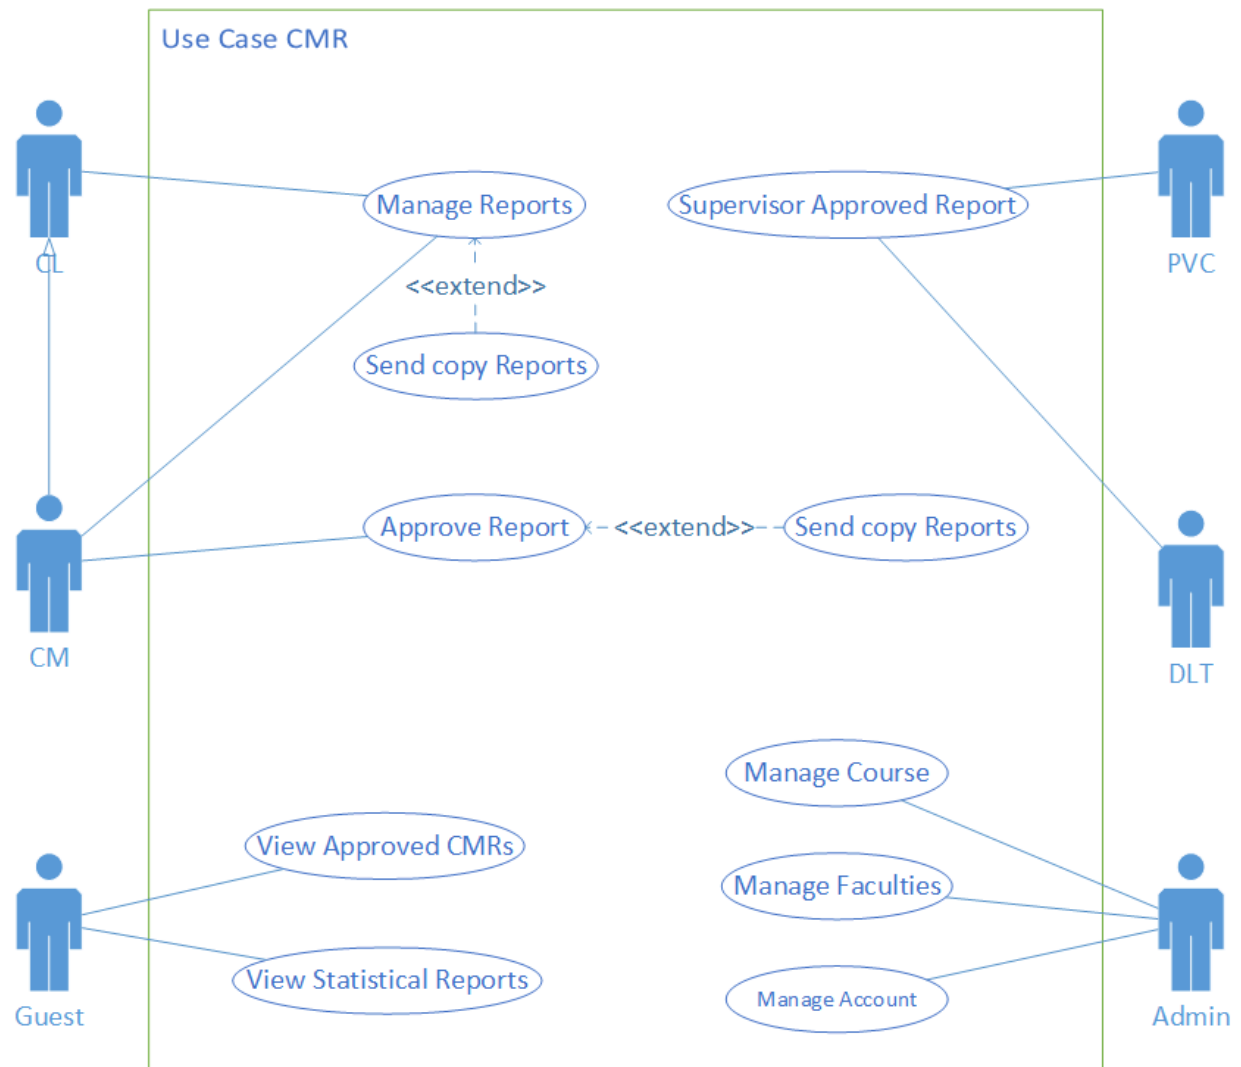 Use Case CMR
Manage Reports
Supervisor Approved Report
CL
PVC
<<extend>>
Send copy Reports
Approve Report
<<extend>>
Send copy Reports
CM
DLT
Manage Course
View Approved CMRs
Manage Faculties
View Statistical Reports
Manage Account
Guest
Admin